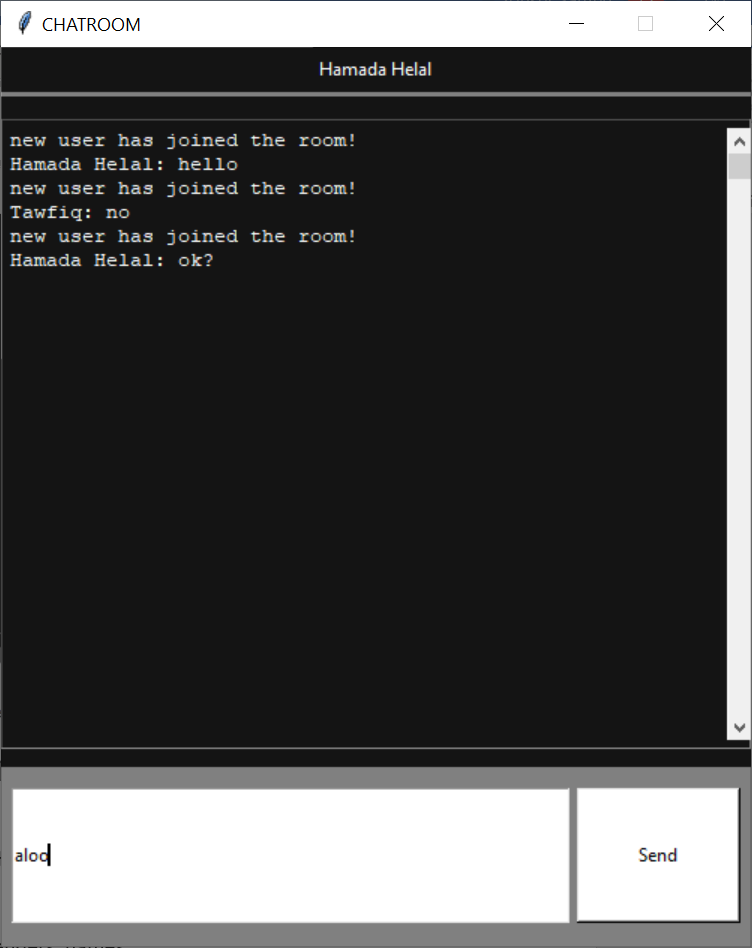 CHATROOM
Hamada Helal
new user has joined the room!
Hamada Helal: hello
new user has joined the room!
Tawfiq: no
new user has joined the room!
Hamada Helal: ok?
aloo
Send